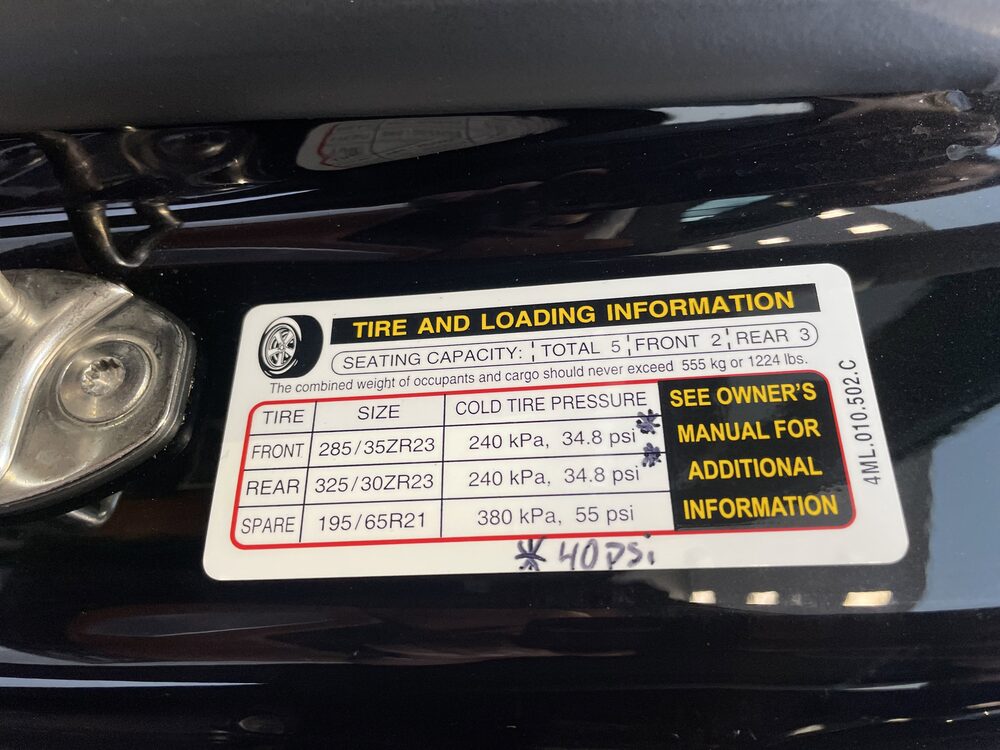 TIRE AND LOADING INFORMATION
SEATING CAPACITY: TOTAL 5 FRONT 2 REAR 3
The combined weight of occupants and cargo should never exceed 555 kg or 1224 lbs.
TIRE SIZE COLD TIRE PRESSURE
FRONT 285/35ZR23 240 kPa, 34.8 psi *
REAR 325/30ZR23 240 kPa, 34.8 psi *
SPARE 195/65R21 380 kPa, 55 psi
SEE OWNER'S
MANUAL FOR
ADDITIONAL
INFORMATION
4ML.010.502.C
* 40psi